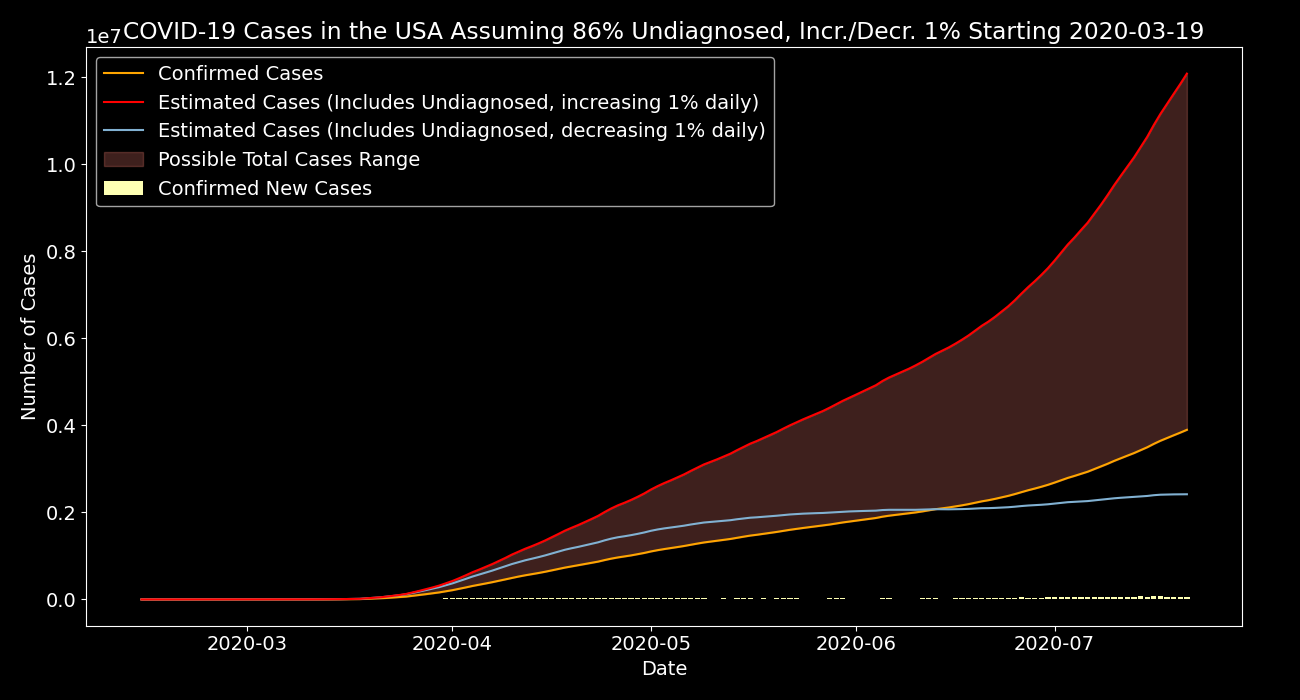 COVID-19 Cases in the USA Assuming 86% Undiagnosed, Incr./Decr. 1% Starting 2020-03-19
1e7
Confirmed Cases
Estimated Cases (Includes Undiagnosed, increasing 1% daily)
Estimated Cases (Includes Undiagnosed, decreasing 1% daily)
Possible Total Cases Range
Confirmed New Cases
Number of Cases
1.2
1.0
0.8
0.6
0.4
0.2
0.0
2020-03
2020-04
2020-05
2020-06
2020-07
Date